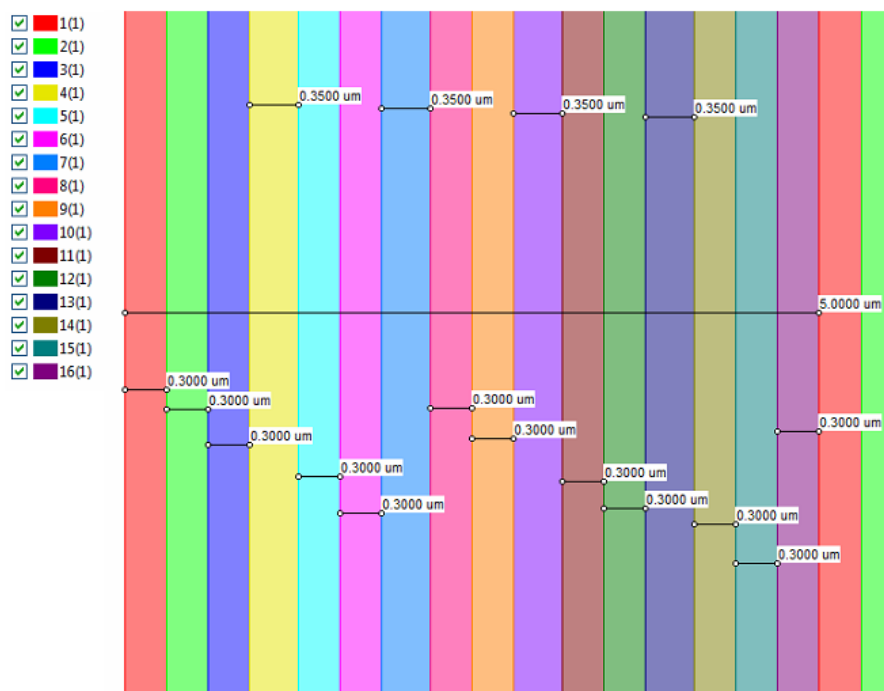 1(1)
2(1)
3(1)
4(1)
5(1)
6(1)
7(1)
8(1)
9(1)
10(1)
11(1)
12(1)
13(1)
14(1)
15(1)
16(1)
0.3500 um
0.3500 um
0.3500 um
0.3500 um
5.0000 um
0.3000 um
0.3000 um
0.3000 um
0.3000 um
0.3000 um
0.3000 um
0.3000 um
0.3000 um
0.3000 um
0.3000 um
0.3000 um
0.3000 um